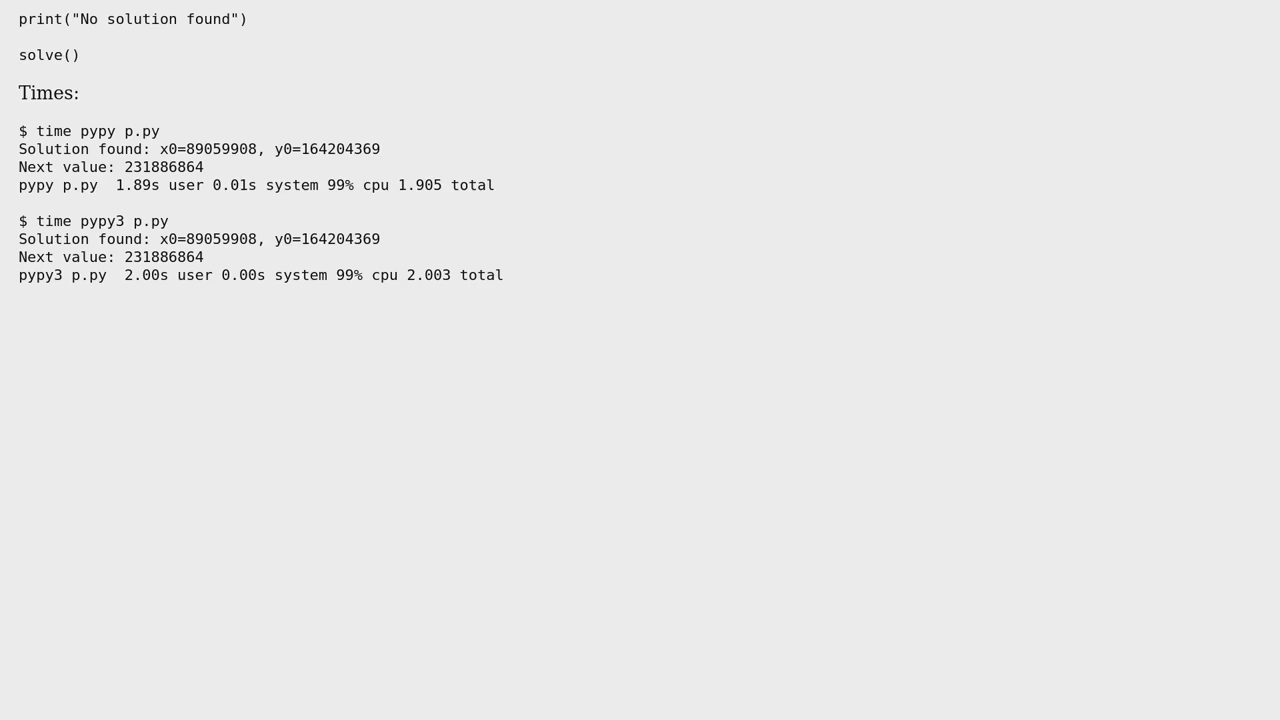 print("No solution found")
solve()
Times:
$ time pypy p.py
Solution found: x0=89059908, y0=164204369
Next value: 231886864
pypy p.py  1.89s user 0.01s system 99% cpu 1.905 total
$ time pypy3 p.py
Solution found: x0=89059908, y0=164204369
Next value: 231886864
pypy3 p.py  2.00s user 0.00s system 99% cpu 2.003 total